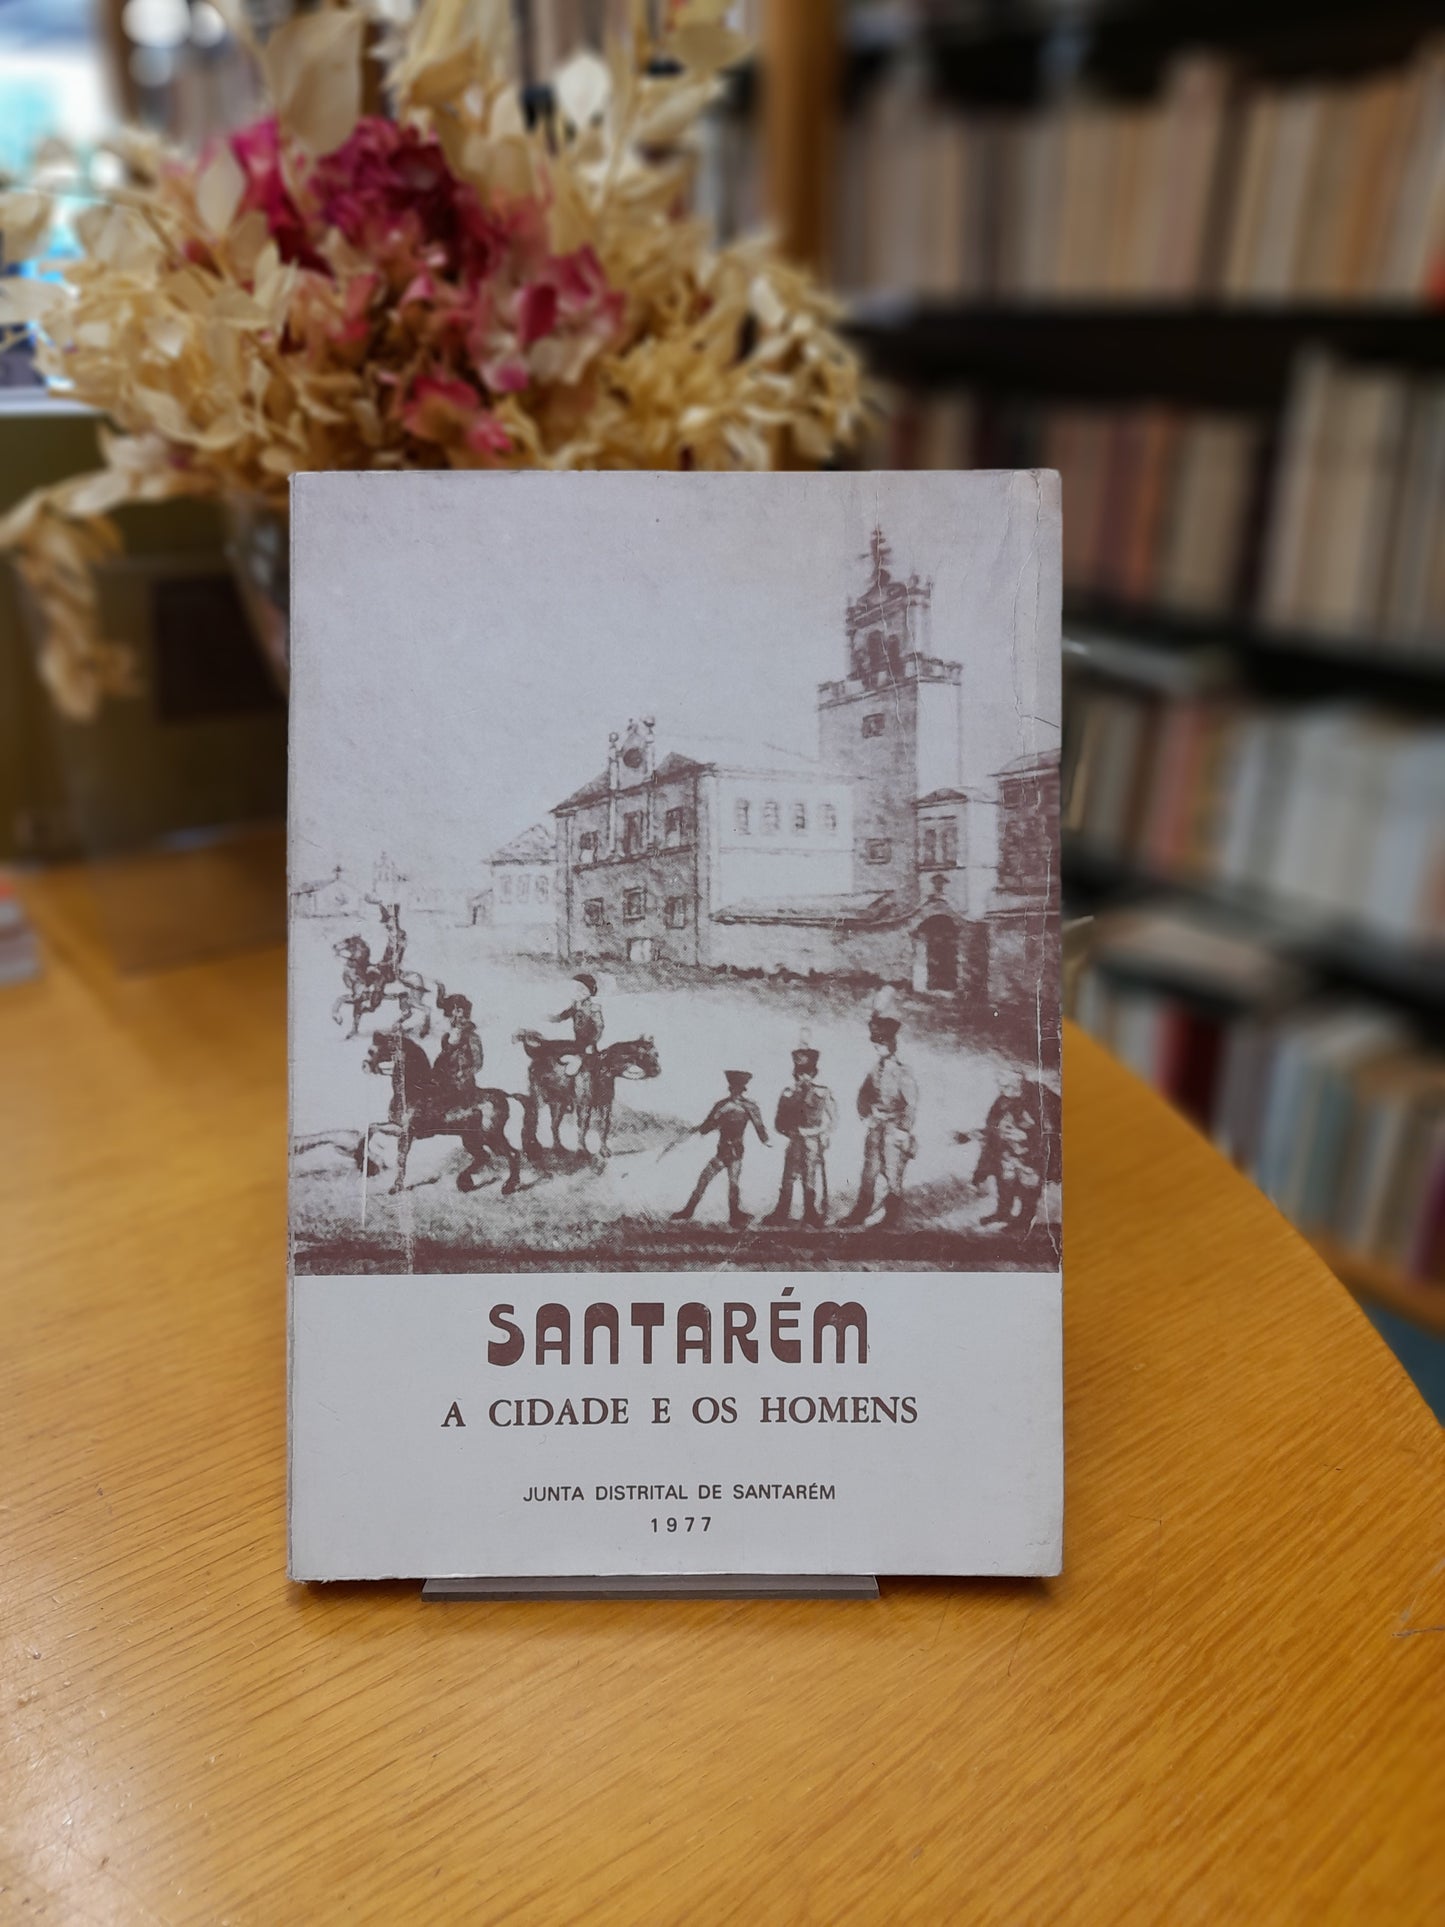 SANTARÉM
A CIDADE E OS HOMENS
JUNTA DISTRITAL DE SANTARÉM
1977